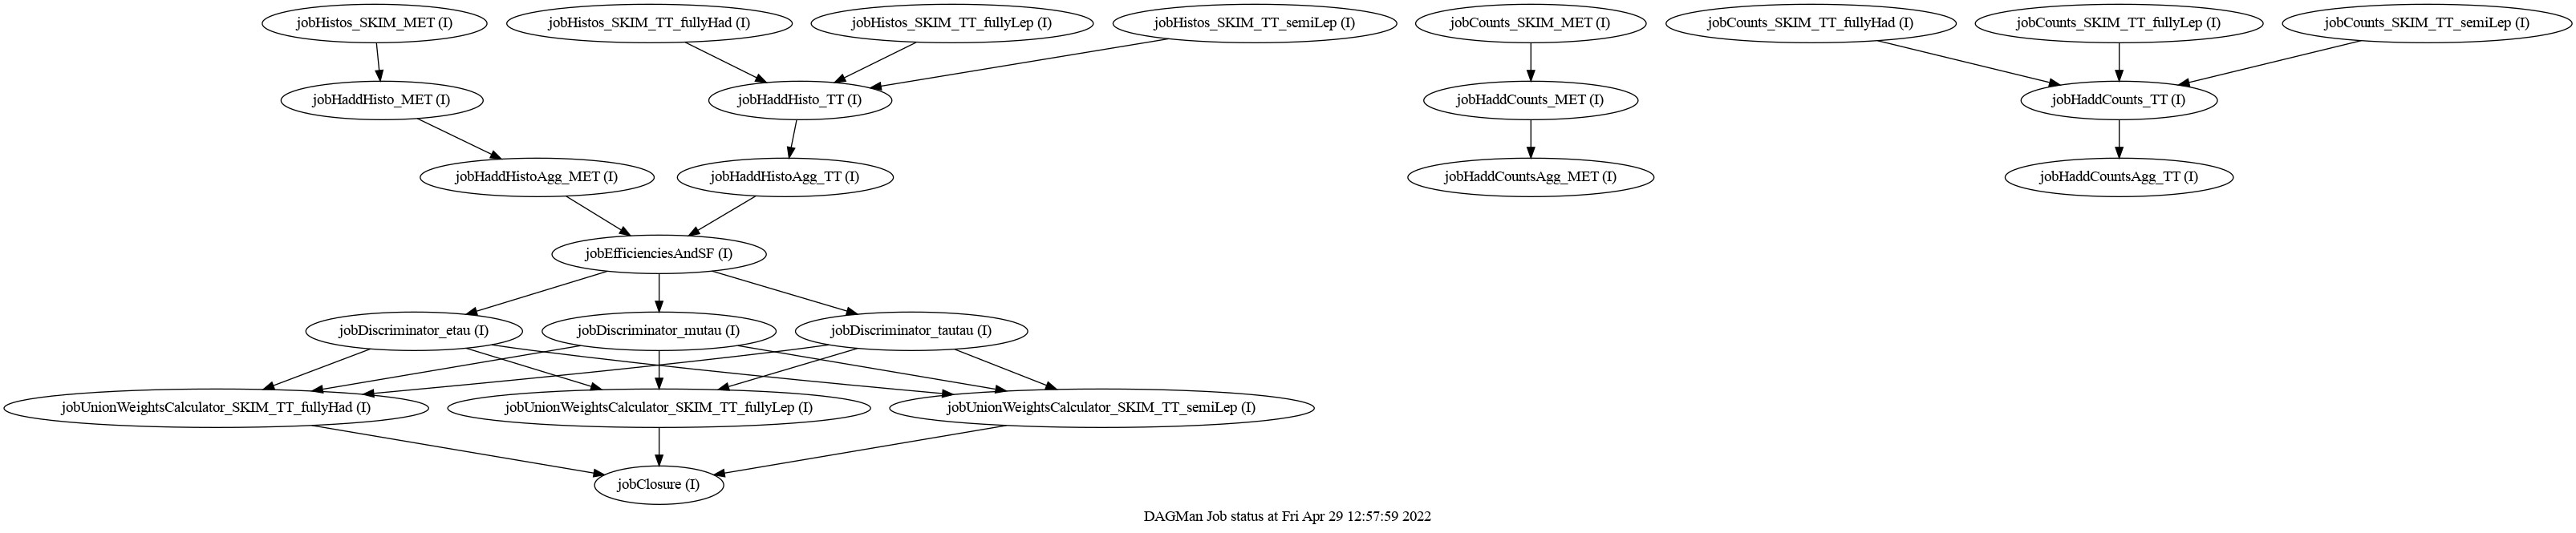 jobHistos_SKIM_MET (I)
jobHistos_SKIM_TT_fullyHad (I)
jobHistos_SKIM_TT_fullyLep (I)
jobHistos_SKIM_TT_semiLep (I)
jobCounts_SKIM_MET (I)
jobCounts_SKIM_TT_fullyHad (I)
jobCounts_SKIM_TT_fullyLep (I)
jobCounts_SKIM_TT_semiLep (I)
jobHaddHisto_MET (I)
jobHaddHisto_TT (I)
jobHaddCounts_MET (I)
jobHaddCounts_TT (I)
jobHaddHistoAgg_MET (I)
jobHaddHistoAgg_TT (I)
jobHaddCountsAgg_MET (I)
jobHaddCountsAgg_TT (I)
jobEfficienciesAndSF (I)
jobDiscriminator_etau (I)
jobDiscriminator_mutau (I)
jobDiscriminator_tautau (I)
jobUnionWeightsCalculator_SKIM_TT_fullyHad (I)
jobUnionWeightsCalculator_SKIM_TT_fullyLep (I)
jobUnionWeightsCalculator_SKIM_TT_semiLep (I)
jobClosure (I)
DAGMan Job status at Fri Apr 29 12:57:59 2022